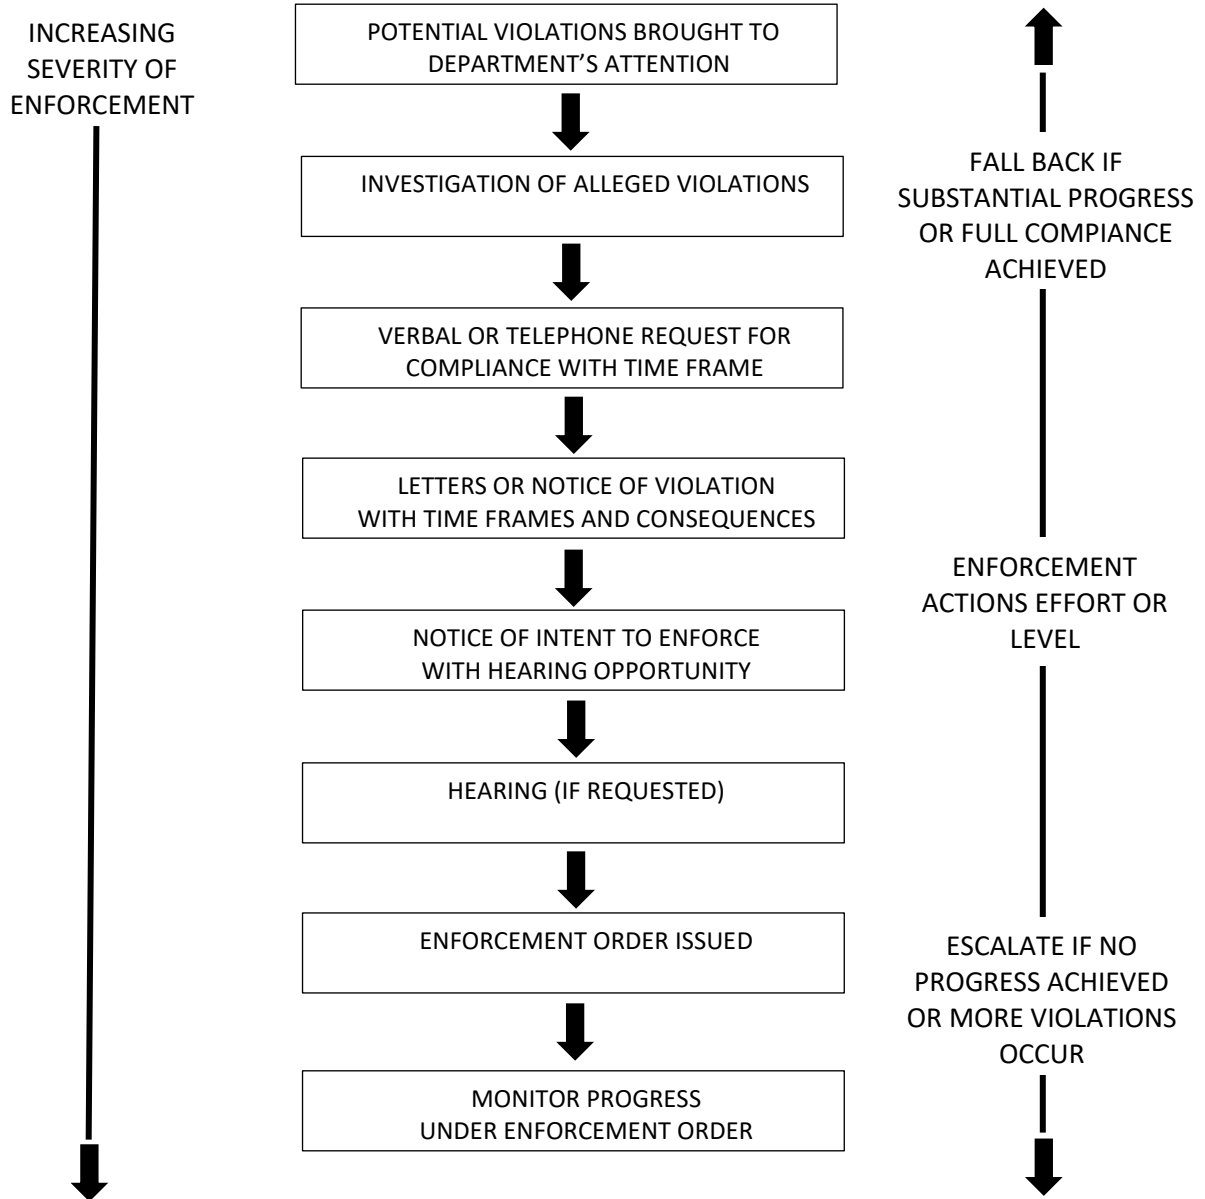 INCREASING
SEVERITY OF
ENFORCEMENT
POTENTIAL VIOLATIONS BROUGHT TO
DEPARTMENT’S ATTENTION
INVESTIGATION OF ALLEGED VIOLATIONS
VERBAL OR TELEPHONE REQUEST FOR
COMPLIANCE WITH TIME FRAME
LETTERS OR NOTICE OF VIOLATION
WITH TIME FRAMES AND CONSEQUENCES
NOTICE OF INTENT TO ENFORCE
WITH HEARING OPPORTUNITY
HEARING (IF REQUESTED)
ENFORCEMENT ORDER ISSUED
MONITOR PROGRESS
UNDER ENFORCEMENT ORDER
FALL BACK IF
SUBSTANTIAL PROGRESS
OR FULL COMPIANCE
ACHIEVED
ENFORCEMENT
ACTIONS EFFORT OR
LEVEL
ESCALATE IF NO
PROGRESS ACHIEVED
OR MORE VIOLATIONS
OCCUR